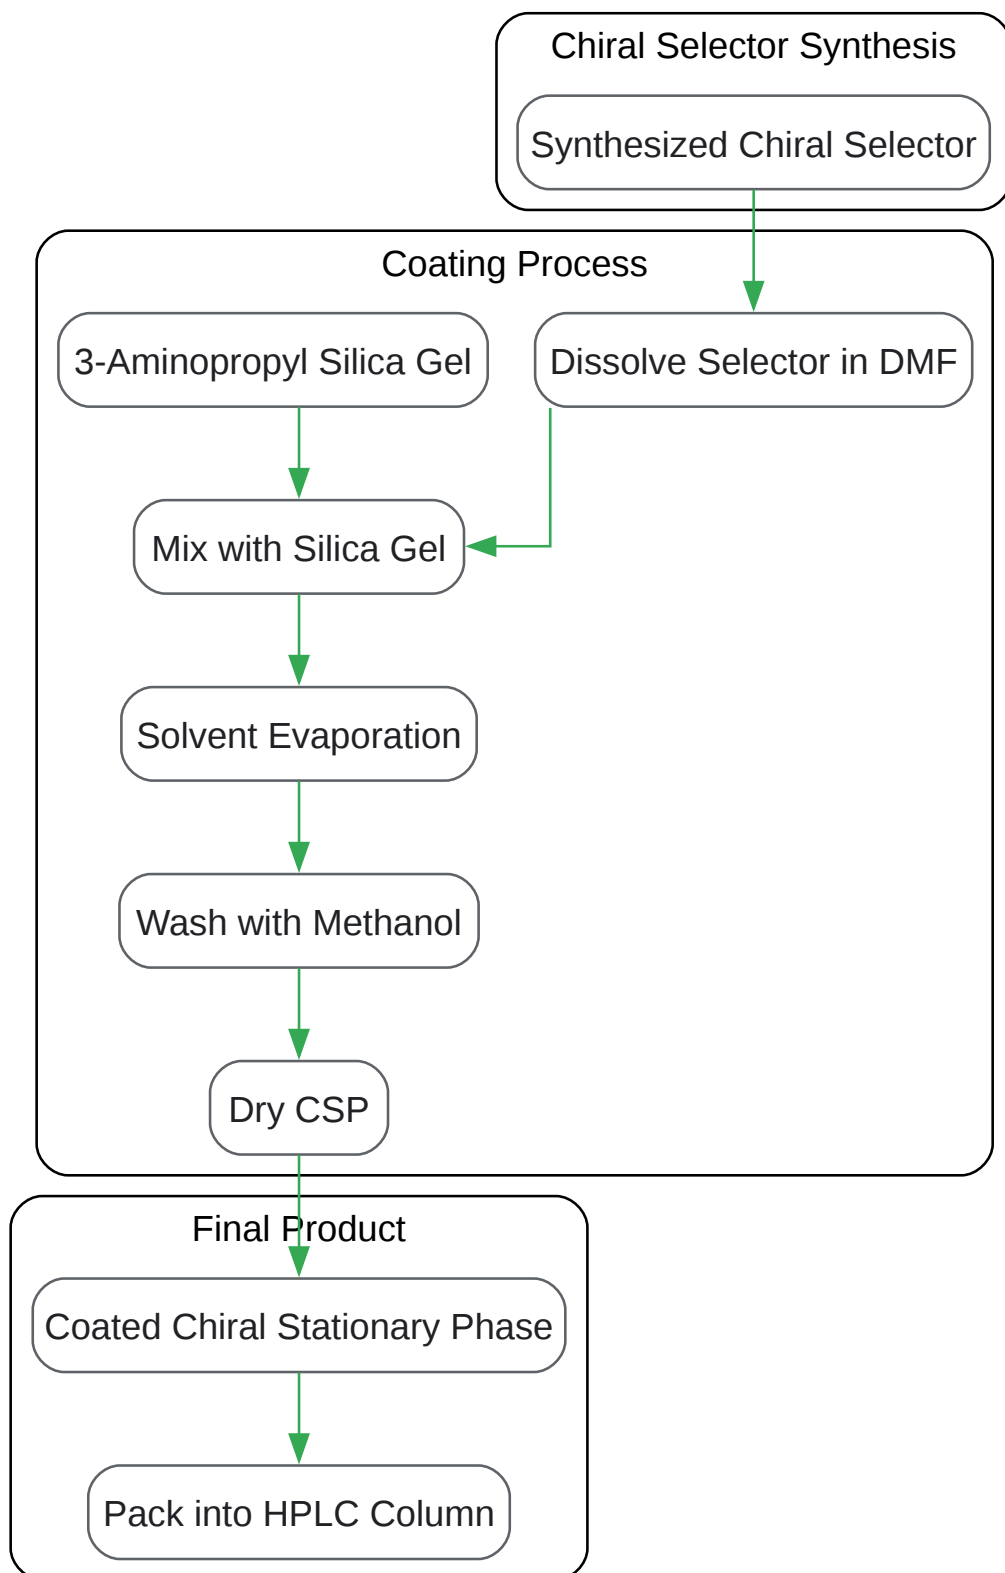 Chiral Selector Synthesis
Synthesized Chiral Selector
Coating Process
3-Aminopropyl Silica Gel
Dissolve Selector in DMF
Mix with Silica Gel
Solvent Evaporation
Wash with Methanol
Dry CSP
Final Product
Coated Chiral Stationary Phase
Pack into HPLC Column